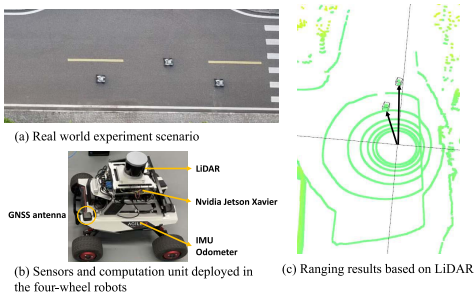 (a) Real world experiment scenario
LiDAR
Nvidia Jetson Xavier
GNSS antenna
IMU
Odometer
(b) Sensors and computation unit deployed in
the four-wheel robots
(c) Ranging results based on LiDAR